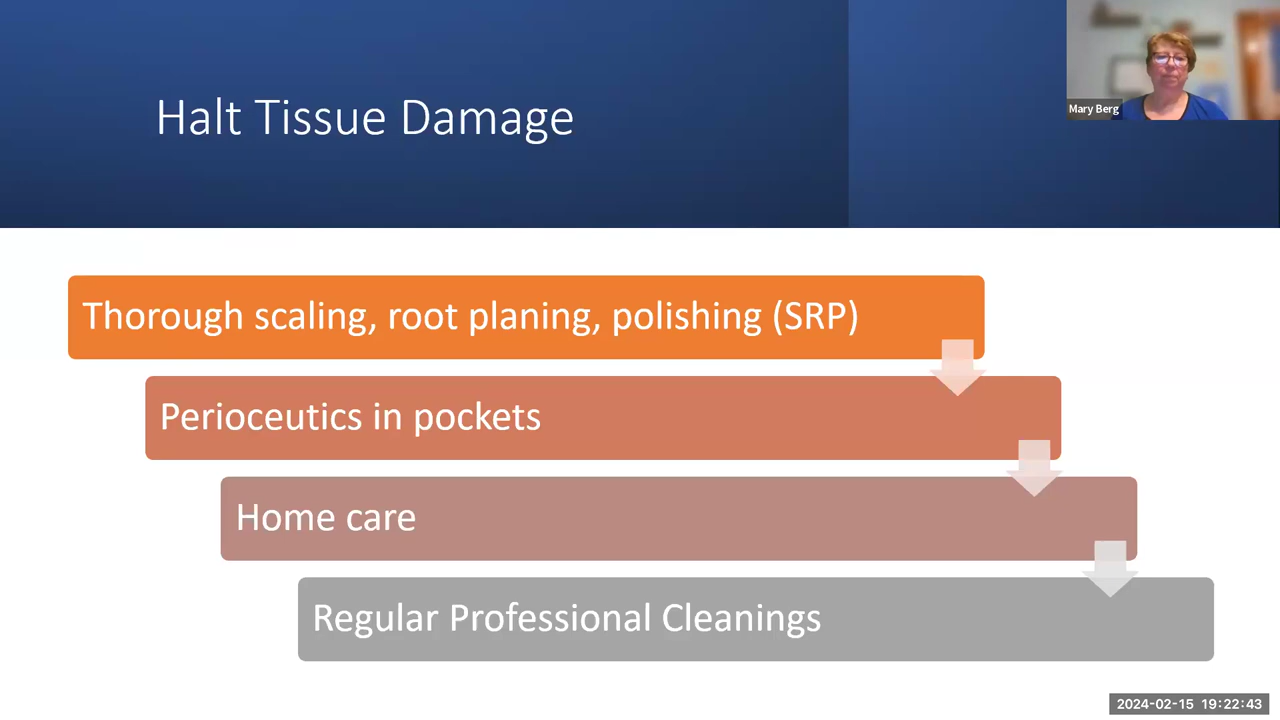 Halt Tissue Damage
Mary Berg
Thorough scaling, root planing, polishing (SRP)
Perioceutics in pockets
Home care
Regular Professional Cleanings
2024-02-15 19:22:43